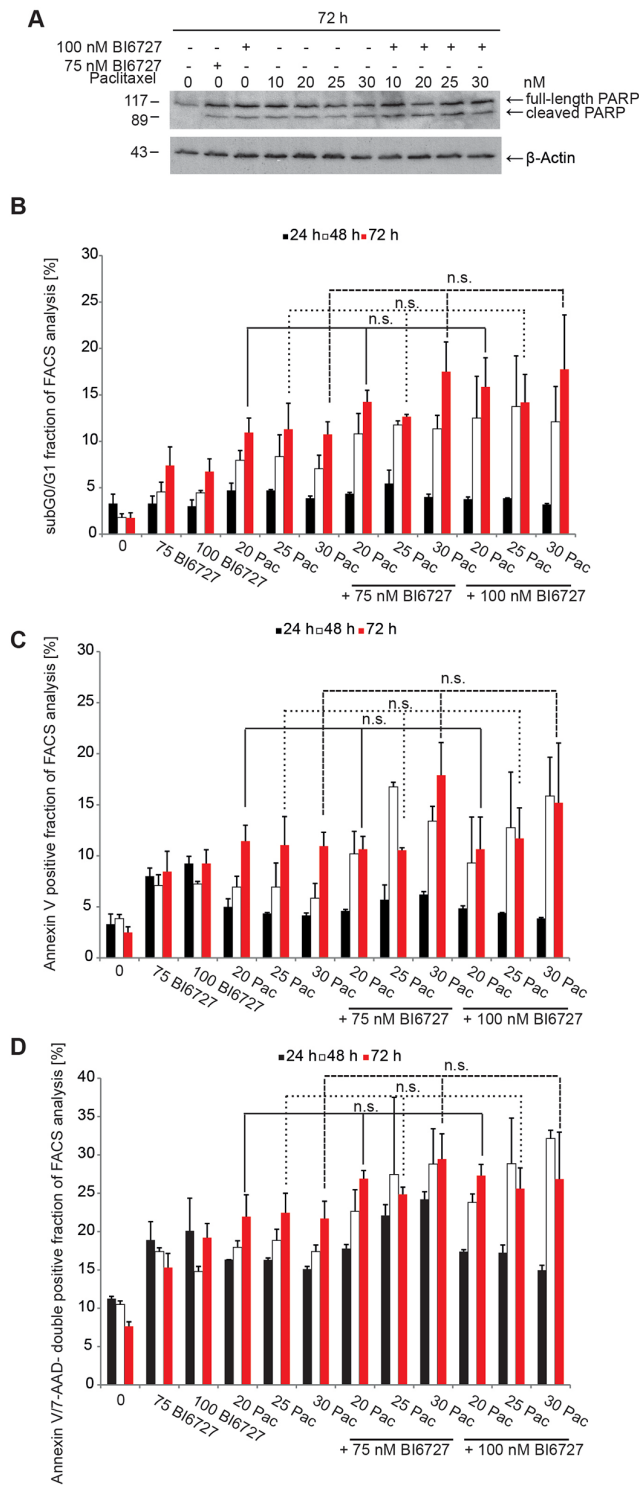 A
72 h
100 nM BI6727 - - + - - - - + + + +
75 nM BI6727 - + - - - - - - - - -
Paclitaxel 0 0 0 10 20 25 30 10 20 25 30 nM
117 – ←full-length PARP
89 – ←cleaved PARP
43 – ←β-Actin
B
24 h 48 h 72 h
subG0/G1 fraction of FACS analysis [%]
30
25
20
15
10
5
0
n.s.
n.s.
n.s.
0 75 BI6727 100 BI6727 20 Pac 25 Pac 30 Pac 20 Pac 25 Pac 30 Pac 20 Pac 25 Pac 30 Pac
+ 75 nM BI6727 + 100 nM BI6727
C
24 h 48 h 72 h
Annexin V positive fraction of FACS analysis [%]
30
25
20
15
10
5
0
n.s.
n.s.
n.s.
0 75 BI6727 100 BI6727 20 Pac 25 Pac 30 Pac 20 Pac 25 Pac 30 Pac 20 Pac 25 Pac 30 Pac
+ 75 nM BI6727 + 100 nM BI6727
D
24 h 48 h 72 h
Annexin V/7-AAD- double positive fraction of FACS analysis [%]
40
35
30
25
20
15
10
5
0
n.s.
n.s.
n.s.
0 75 BI6727 100 BI6727 20 Pac 25 Pac 30 Pac 20 Pac 25 Pac 30 Pac 20 Pac 25 Pac 30 Pac
+ 75 nM BI6727 + 100 nM BI6727